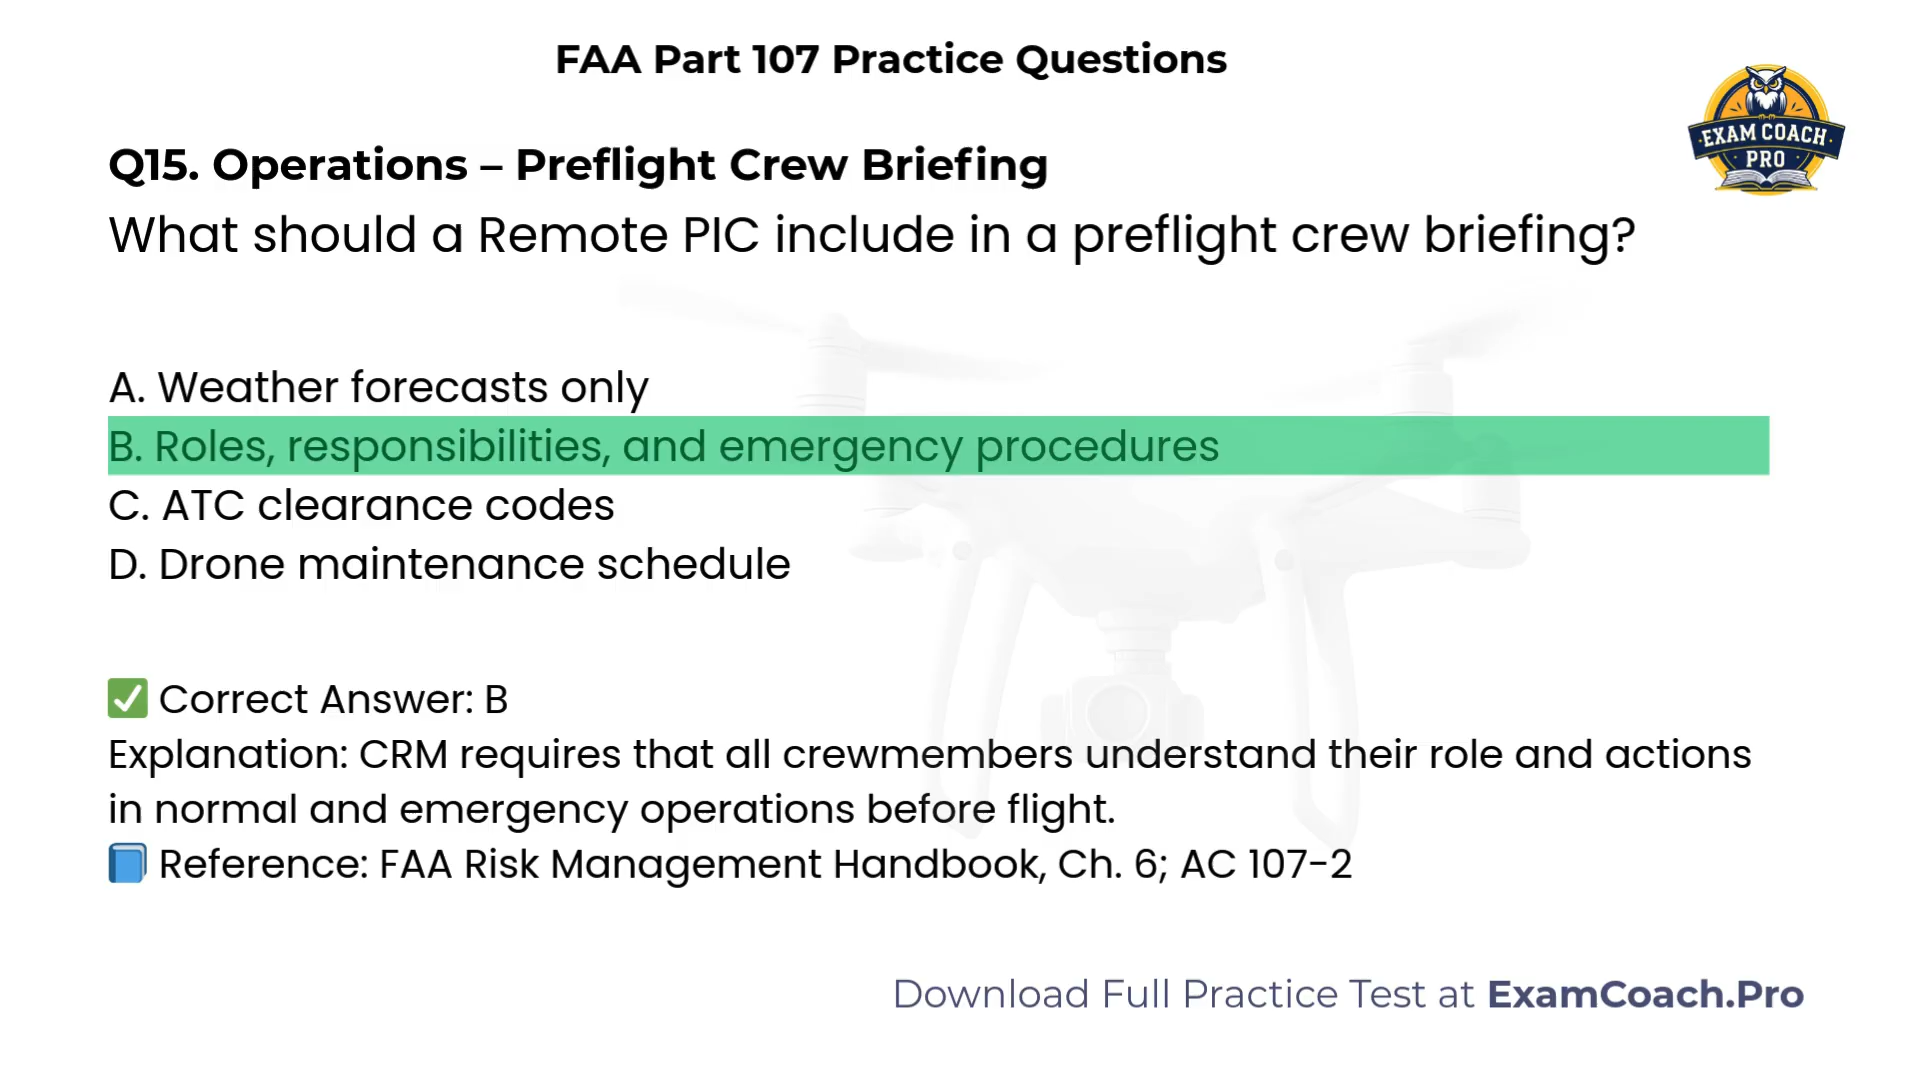 FAA Part 107 Practice Questions
EXAM COACH
PRO
Q15. Operations – Preflight Crew Briefing
What should a Remote PIC include in a preflight crew briefing?
A. Weather forecasts only
B. Roles, responsibilities, and emergency procedures
C. ATC clearance codes
D. Drone maintenance schedule
✅ Correct Answer: B
Explanation: CRM requires that all crewmembers understand their role and actions
in normal and emergency operations before flight.
📘 Reference: FAA Risk Management Handbook, Ch. 6; AC 107-2
Download Full Practice Test at ExamCoach.Pro